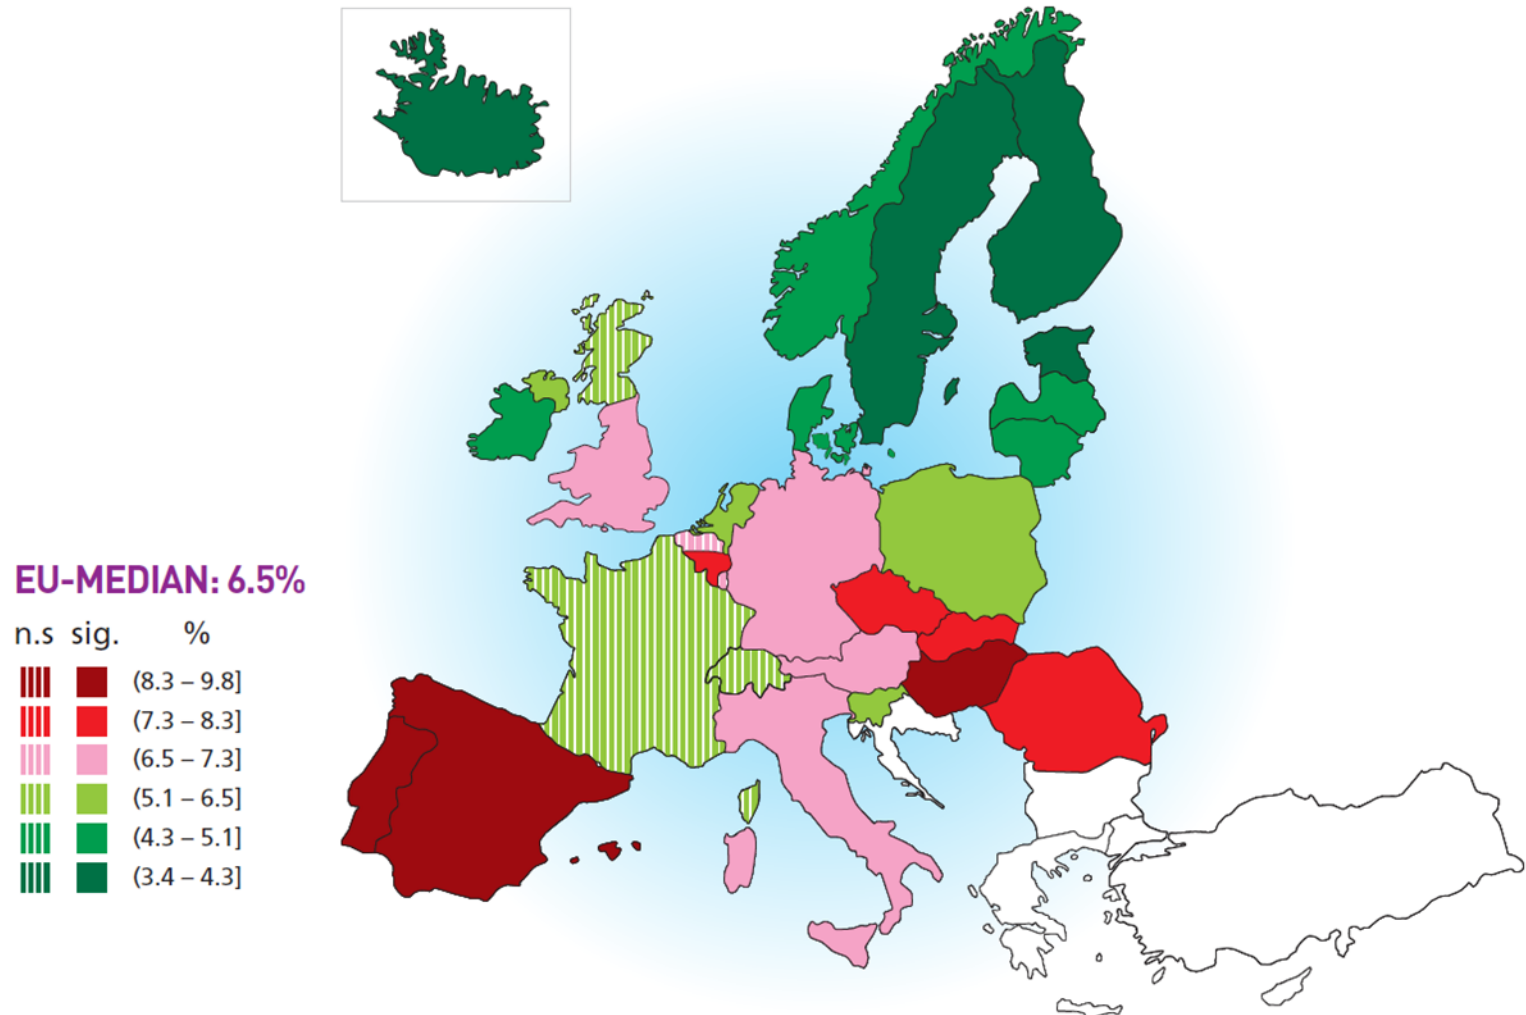 EU-MEDIAN: 6.5%
n.s sig. %
(8.3 – 9.8]
(7.3 – 8.3]
(6.5 – 7.3]
(5.1 – 6.5]
(4.3 – 5.1]
(3.4 – 4.3]